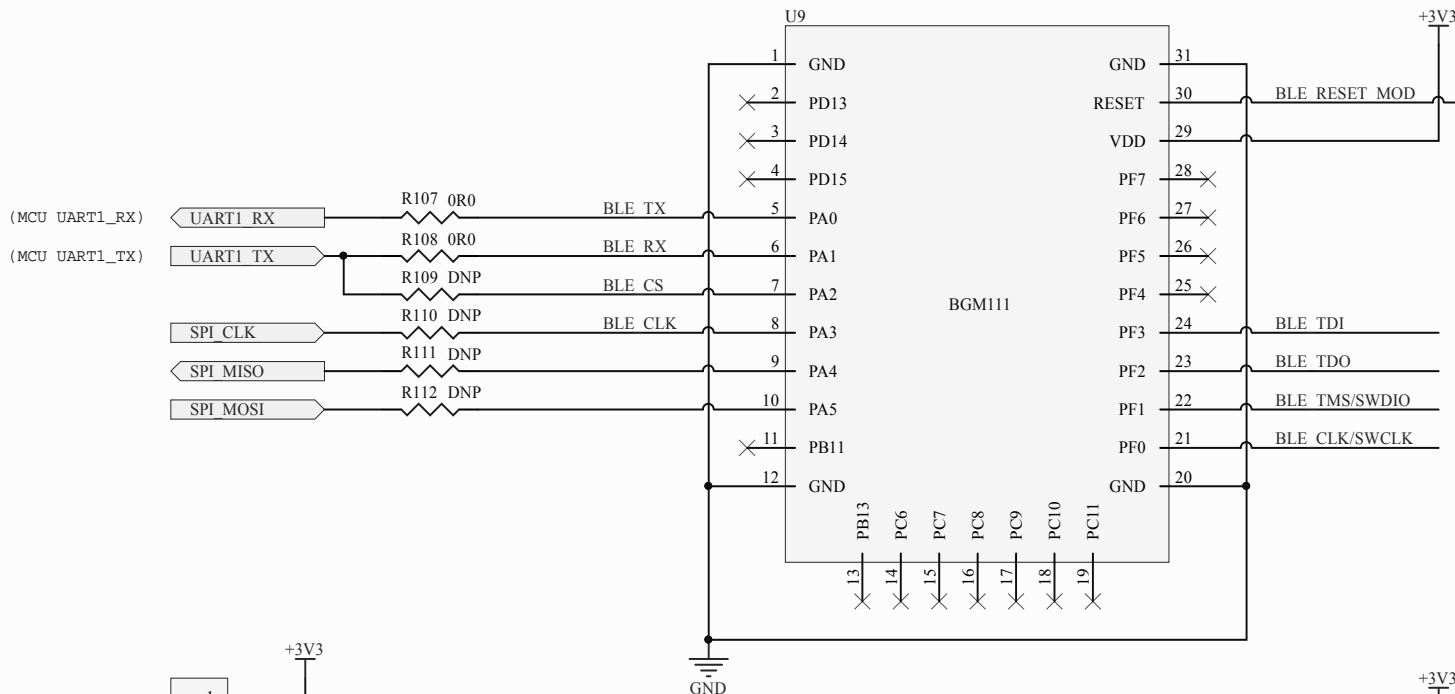 U9
+3V3
1 GND GND 31
2 PD13 RESET 30 BLE_RESET_MOD
3 PD14 VDD 29
4 PD15 PF7 28
(MCU UART1_RX) UART1_RX R107 0R0 BLE_TX 5 PA0 PF6 27
(MCU UART1_TX) UART1_TX R108 0R0 BLE_RX 6 PA1 PF5 26
R109 DNP BLE_CS 7 PA2 PF4 25
BGM111
SPI_CLK R110 DNP BLE_CLK 8 PA3 PF3 24 BLE_TDI
SPI_MISO R111 DNP 9 PA4 PF2 23 BLE_TDO
SPI_MOSI R112 DNP 10 PA5 PF1 22 BLE_TMS/SWDIO
11 PB11 PF0 21 BLE_CLK/SWCLK
12 GND GND 20
PB13 PC6 PC7 PC8 PC9 PC10 PC11
13 14 15 16 17 18 19
+3V3
GND
+3V3